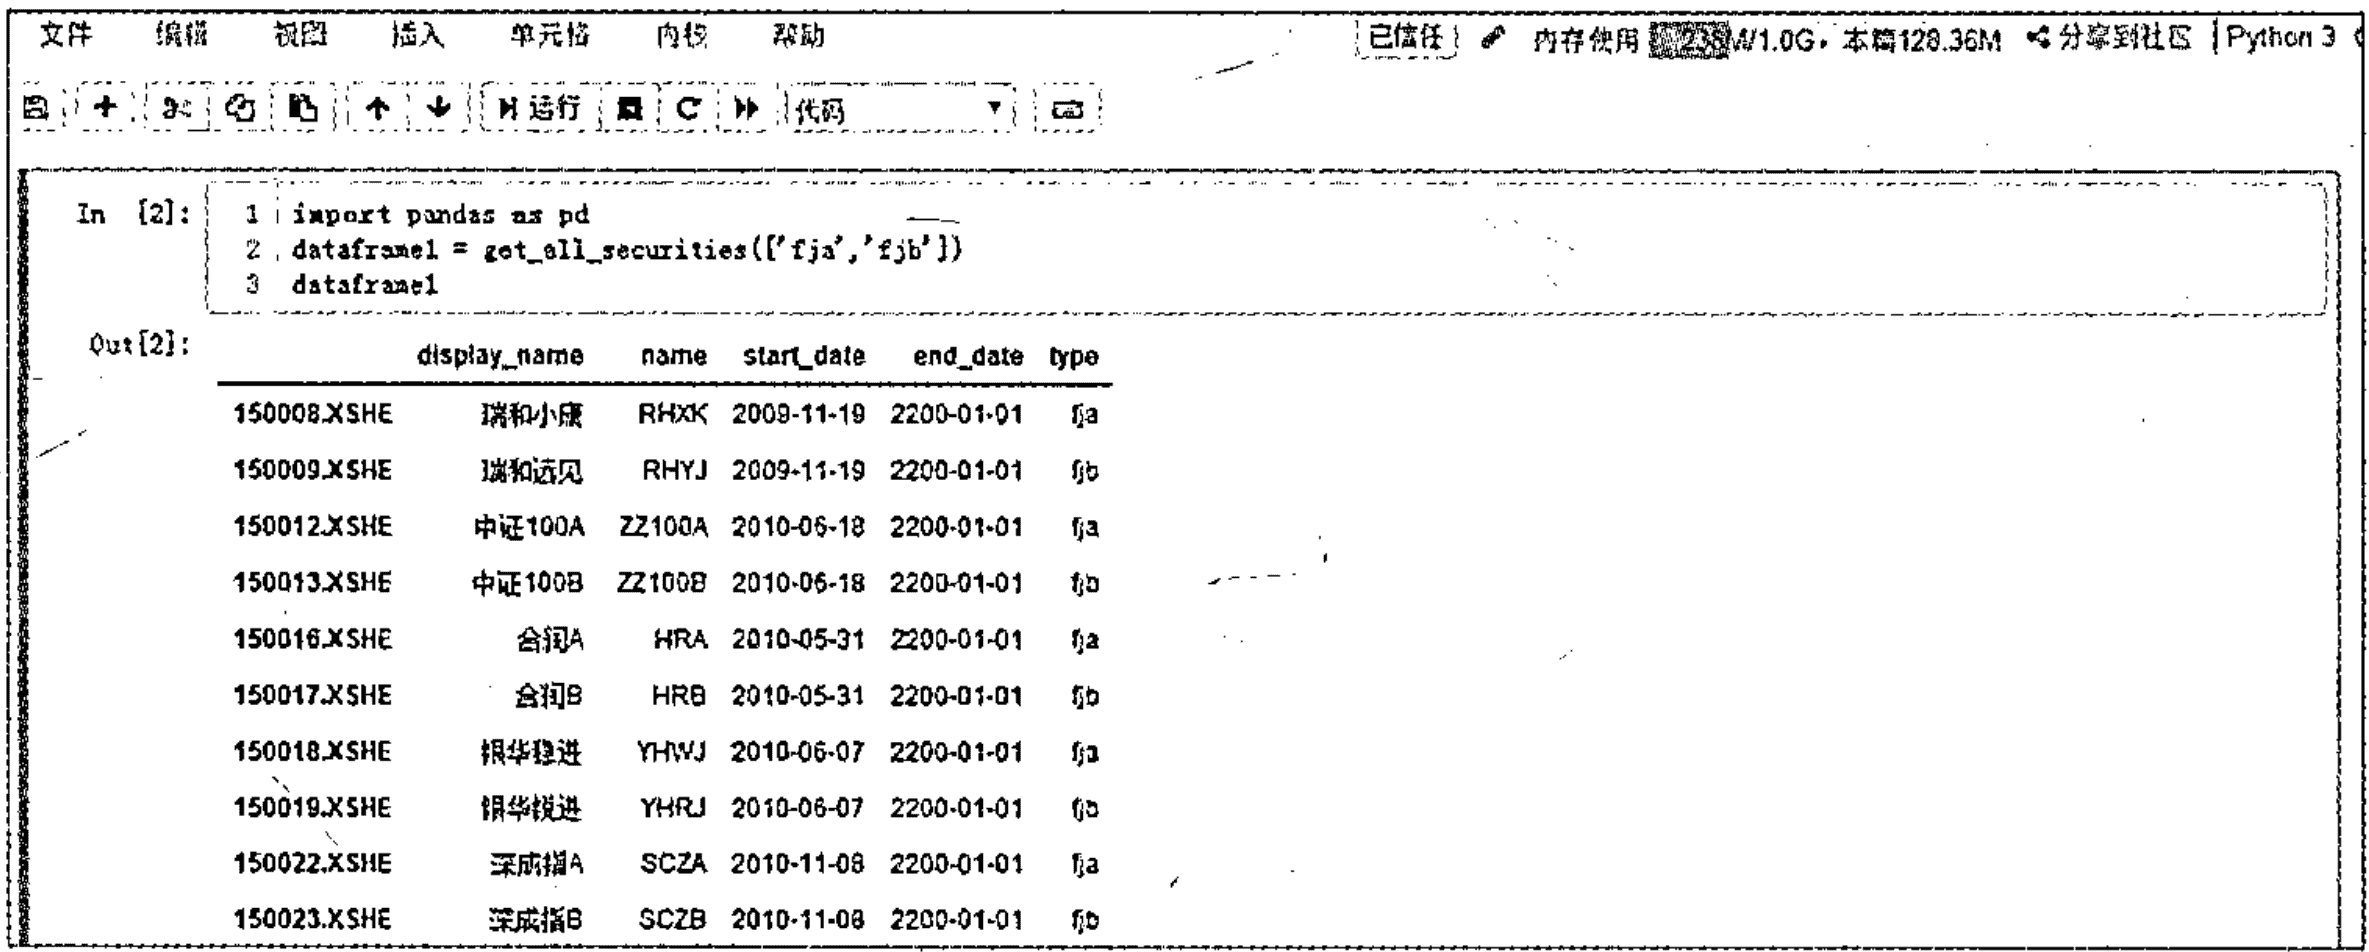 文件 编辑 视图 插入 单元格 内核 帮助 已信任 内存使用 238M/1.0G, 本篇128.36M 分享到社区 Python 3
运行 代码
In [2]: 1 import pandas as pd
2 dataframe1 = get_all_securities(['fja','fjb'])
3 dataframe1
Out[2]:
display_name name start_date end_date type
150008.XSHE 瑞和小康 RHXK 2009-11-19 2200-01-01 fja
150009.XSHE 瑞和远见 RHYJ 2009-11-19 2200-01-01 fjb
150012.XSHE 中证100A ZZ100A 2010-06-18 2200-01-01 fja
150013.XSHE 中证100B ZZ100B 2010-06-18 2200-01-01 fjb
150016.XSHE 合润A HRA 2010-05-31 2200-01-01 fja
150017.XSHE 合润B HRB 2010-05-31 2200-01-01 fjb
150018.XSHE 银华稳进 YHWJ 2010-06-07 2200-01-01 fja
150019.XSHE 银华锐进 YHRJ 2010-06-07 2200-01-01 fjb
150022.XSHE 深成指A SCZA 2010-11-08 2200-01-01 fja
150023.XSHE 深成指B SCZB 2010-11-08 2200-01-01 fjb